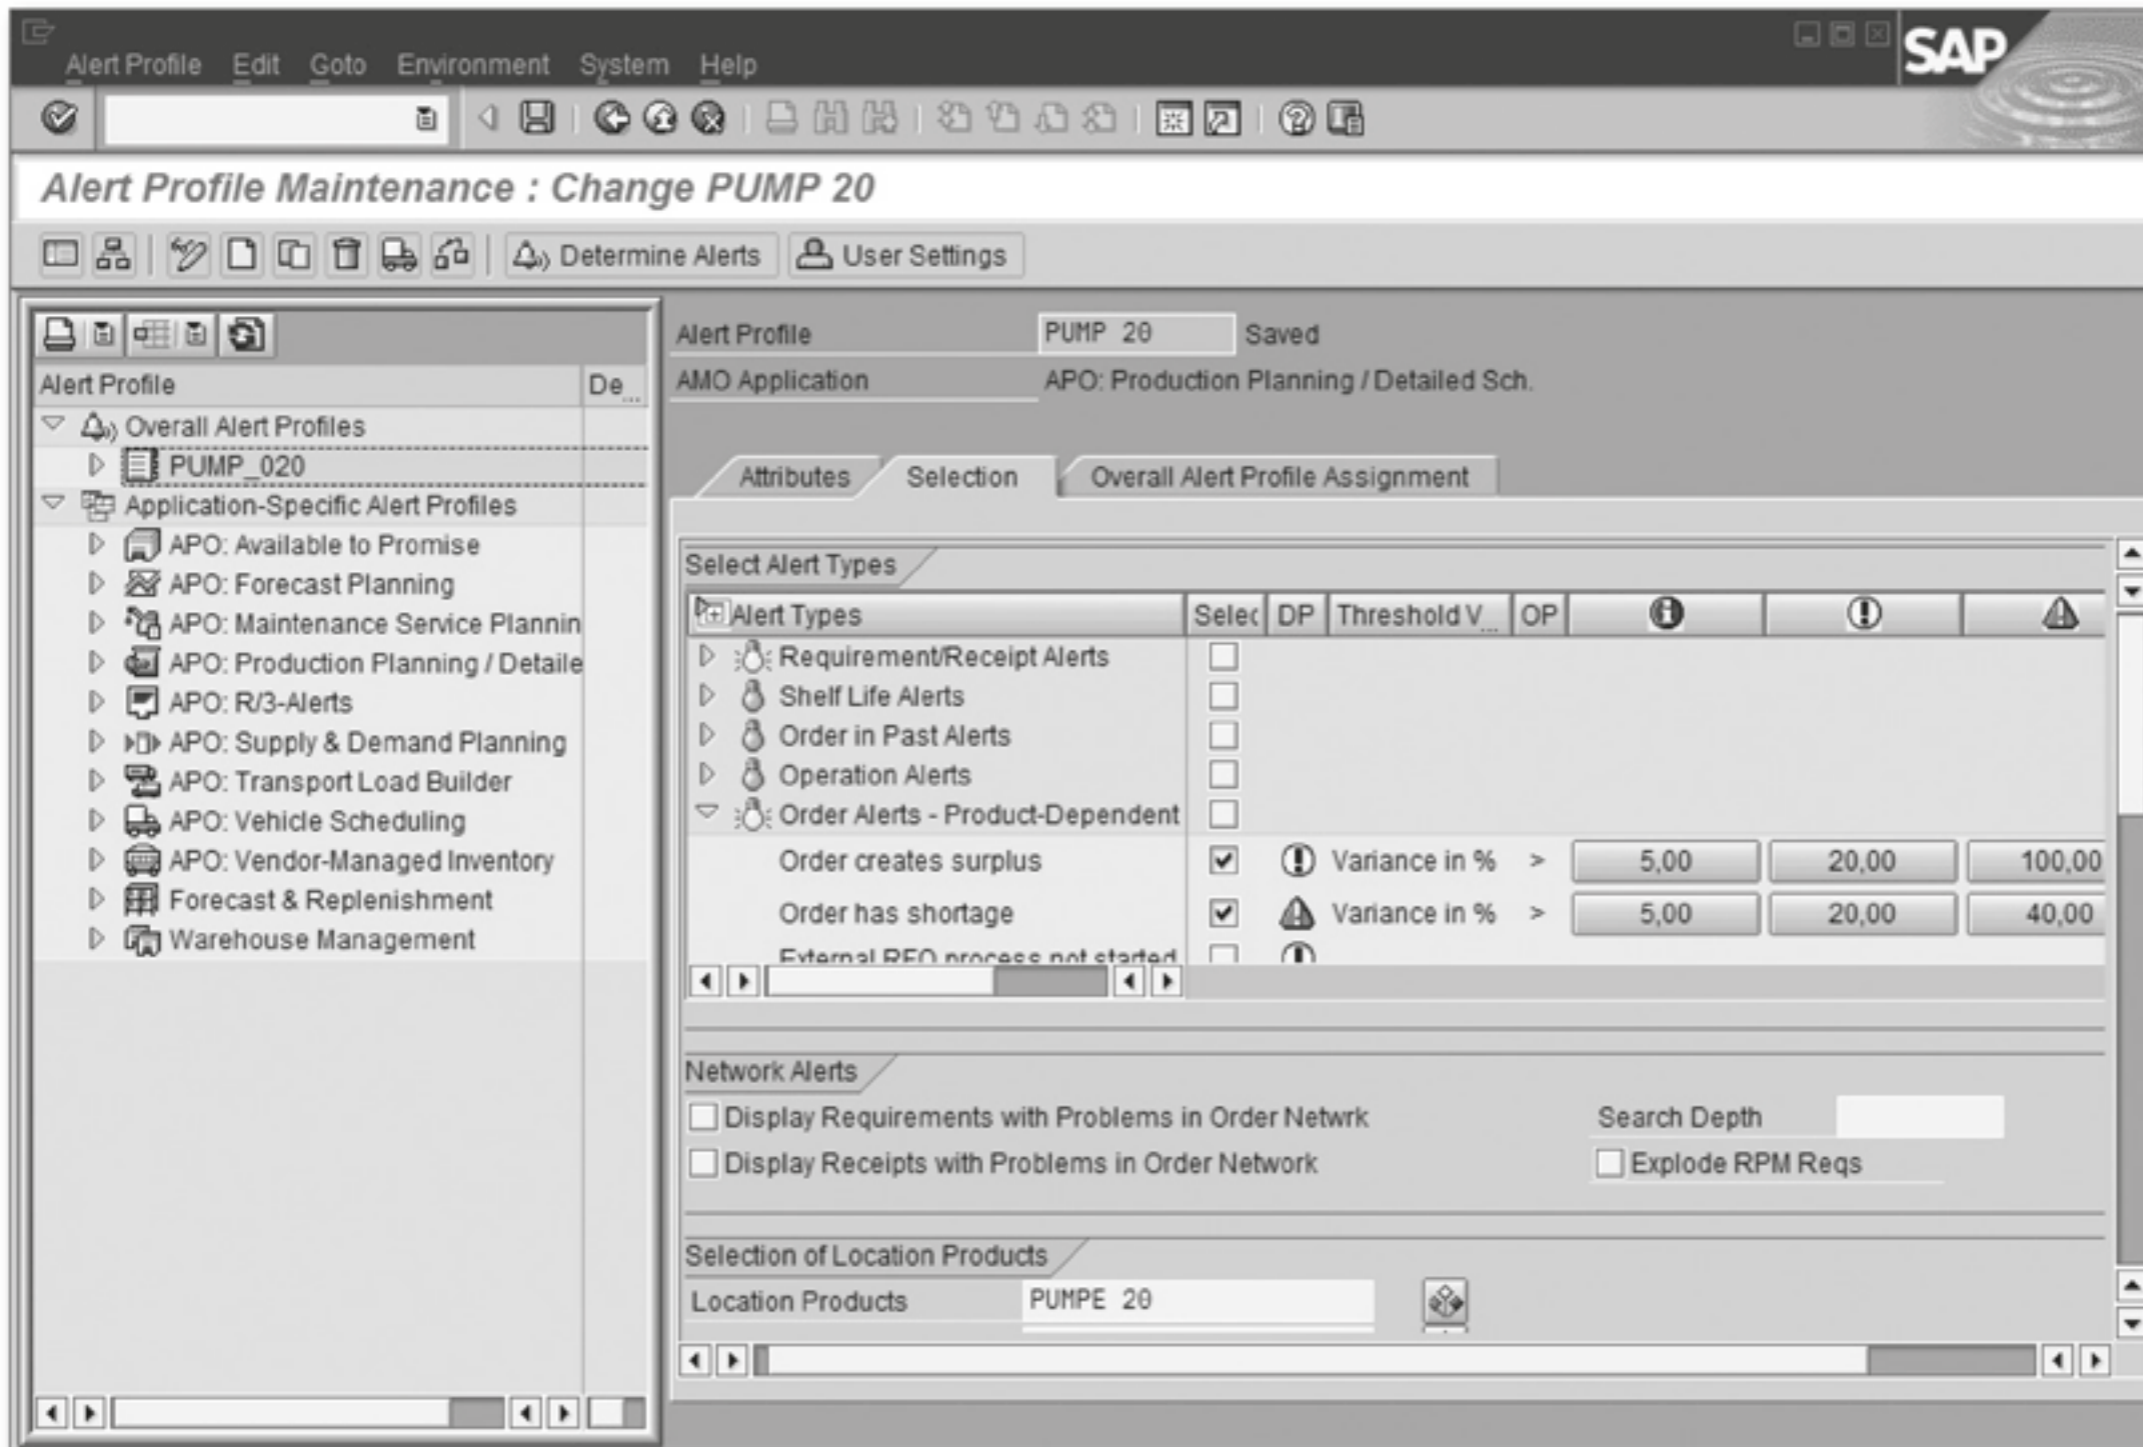 Alert Profile Edit Goto Environment System Help
SAP
Alert Profile Maintenance : Change PUMP 20
Determine Alerts User Settings
Alert Profile De...
Overall Alert Profiles
PUMP_020
Application-Specific Alert Profiles
APO: Available to Promise
APO: Forecast Planning
APO: Maintenance Service Plannin
APO: Production Planning / Detaile
APO: R/3-Alerts
APO: Supply & Demand Planning
APO: Transport Load Builder
APO: Vehicle Scheduling
APO: Vendor-Managed Inventory
Forecast & Replenishment
Warehouse Management
Alert Profile PUMP 20 Saved
AMO Application APO: Production Planning / Detailed Sch.
Attributes Selection Overall Alert Profile Assignment
Select Alert Types
Alert Types Selec DP Threshold V... OP
Requirement/Receipt Alerts
Shelf Life Alerts
Order in Past Alerts
Operation Alerts
Order Alerts - Product-Dependent
Order creates surplus Variance in % > 5,00 20,00 100,00
Order has shortage Variance in % > 5,00 20,00 40,00
External RFQ process not started
Network Alerts
Display Requirements with Problems in Order Netwrk Search Depth
Display Receipts with Problems in Order Network Explode RPM Reqs
Selection of Location Products
Location Products PUMPE 20